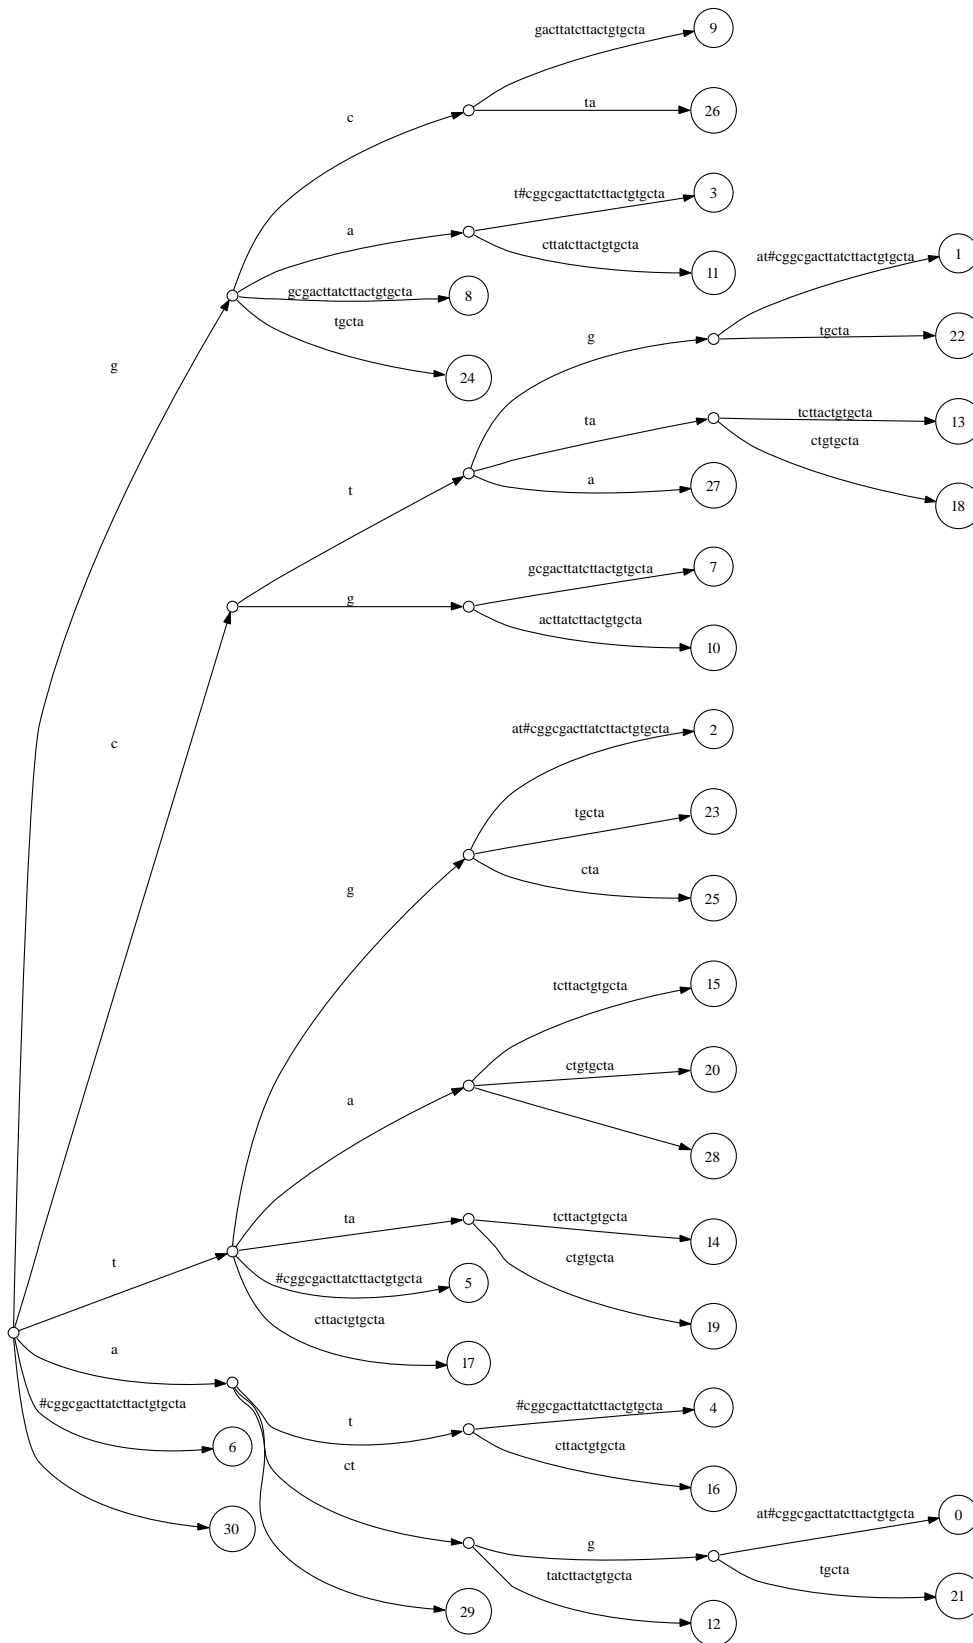 gacttatcttactgtgcta
9
ta
26
c
t#cggcgacttatcttactgtgcta
3
a
cttatcttactgtgcta
11
gcgacttatcttactgtgcta
8
tgcta
24
g
at#cggcgacttatcttactgtgcta
1
g
tgcta
22
ta
tcttactgtgcta
13
ctgtgcta
18
t
a
27
gcgacttatcttactgtgcta
7
g
acttatcttactgtgcta
10
c
at#cggcgacttatcttactgtgcta
2
tgcta
23
g
cta
25
tcttactgtgcta
15
a
ctgtgcta
20
28
ta
tcttactgtgcta
14
ctgtgcta
19
t
#cggcgacttatcttactgtgcta
5
cttactgtgcta
17
a
#cggcgacttatcttactgtgcta
6
t
#cggcgacttatcttactgtgcta
4
cttactgtgcta
16
ct
30
g
at#cggcgacttatcttactgtgcta
0
tgcta
21
tatcttactgtgcta
12
29